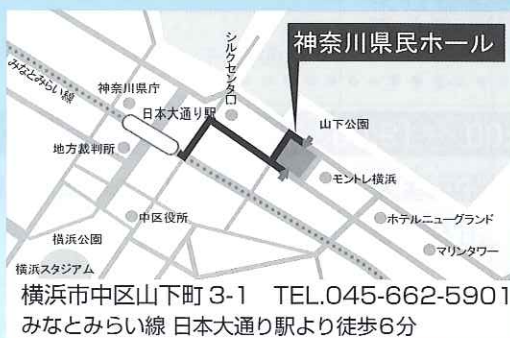 神奈川県民ホール
シルクセンター
みなとみらい線
神奈川県庁
日本大通り駅
山下公園
地方裁判所
モントレ横浜
中区役所
ホテルニューグランド
横浜公園
マリンタワー
横浜スタジアム
横浜市中区山下町3-1 TEL.045-662-5901
みなとみらい線 日本大通り駅より徒歩6分